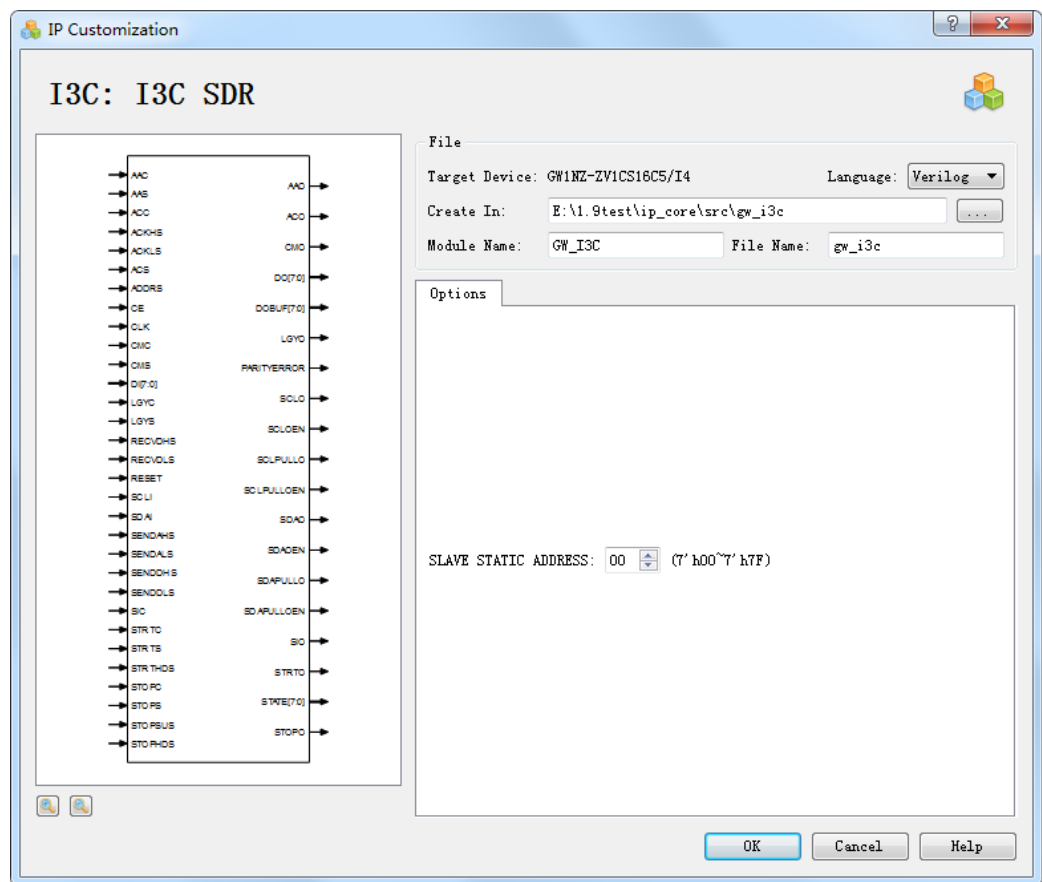 IP Customization
I3C: I3C SDR
AAC
AAS
ACC
ACKHS
ACKLS
ACS
ADDRS
CE
CLK
CMC
CMS
DI[7:0]
LGYC
LGYS
RECVDHS
RECVDLS
RESET
SCLI
SDAI
SENDAHS
SENDALS
SENDDHS
SENDDLS
SIC
STRTC
STRTS
STRTHDS
STOPC
STOPS
STOPSUS
STOPHDS
AAO
ACO
CMO
DO[7:0]
DOBUF[7:0]
LGYO
PARITYERROR
SCLO
SCLOEN
SCLPULLO
SCLPULLOEN
SDAO
SDAOEN
SDAPULLO
SDAPULLOEN
SIO
STRTO
STATE[7:0]
STOPO
File
Target Device: GW1NZ-ZV1CS16C5/I4 Language: Verilog
Create In: E:\1.9test\ip_core\src\gw_i3c ...
Module Name: GW_I3C File Name: gw_i3c
Options
SLAVE STATIC ADDRESS: 00 (7'h00~7'h7F)
OK Cancel Help